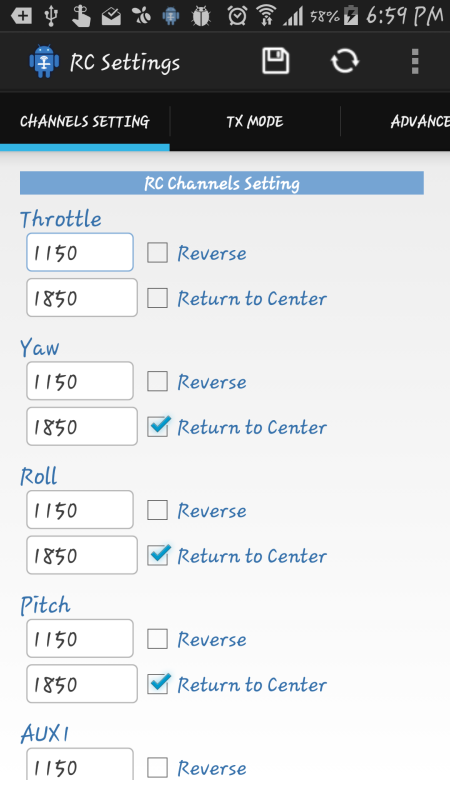 58% 6:59 PM
RC Settings
CHANNELS SETTING TX MODE ADVANCE
RC Channels Setting
Throttle
1150 Reverse
1850 Return to Center
Yaw
1150 Reverse
1850 Return to Center
Roll
1150 Reverse
1850 Return to Center
Pitch
1150 Reverse
1850 Return to Center
AUX1
1150 Reverse